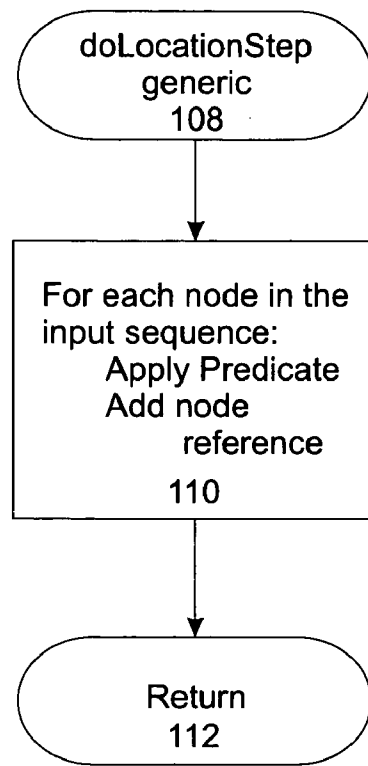 doLocationStep
generic
108
For each node in the
input sequence:
Apply Predicate
Add node
reference
110
Return
112